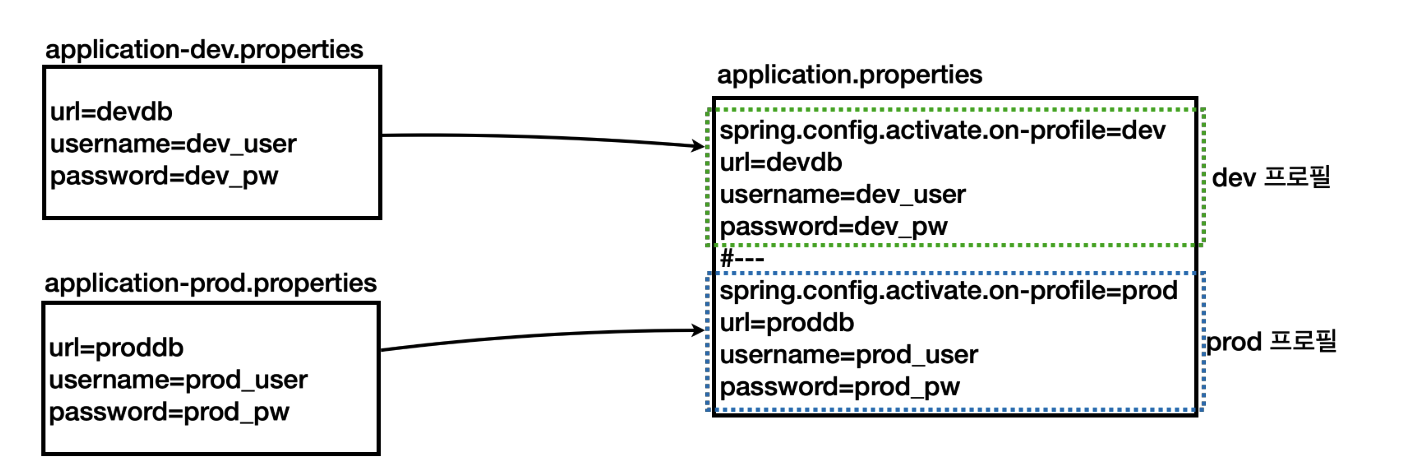 application-dev.properties
url=devdb
username=dev_user
password=dev_pw
application-prod.properties
url=proddb
username=prod_user
password=prod_pw
application.properties
spring.config.activate.on-profile=dev
url=devdb
username=dev_user
password=dev_pw
#---
spring.config.activate.on-profile=prod
url=proddb
username=prod_user
password=prod_pw
dev 프로필
prod 프로필